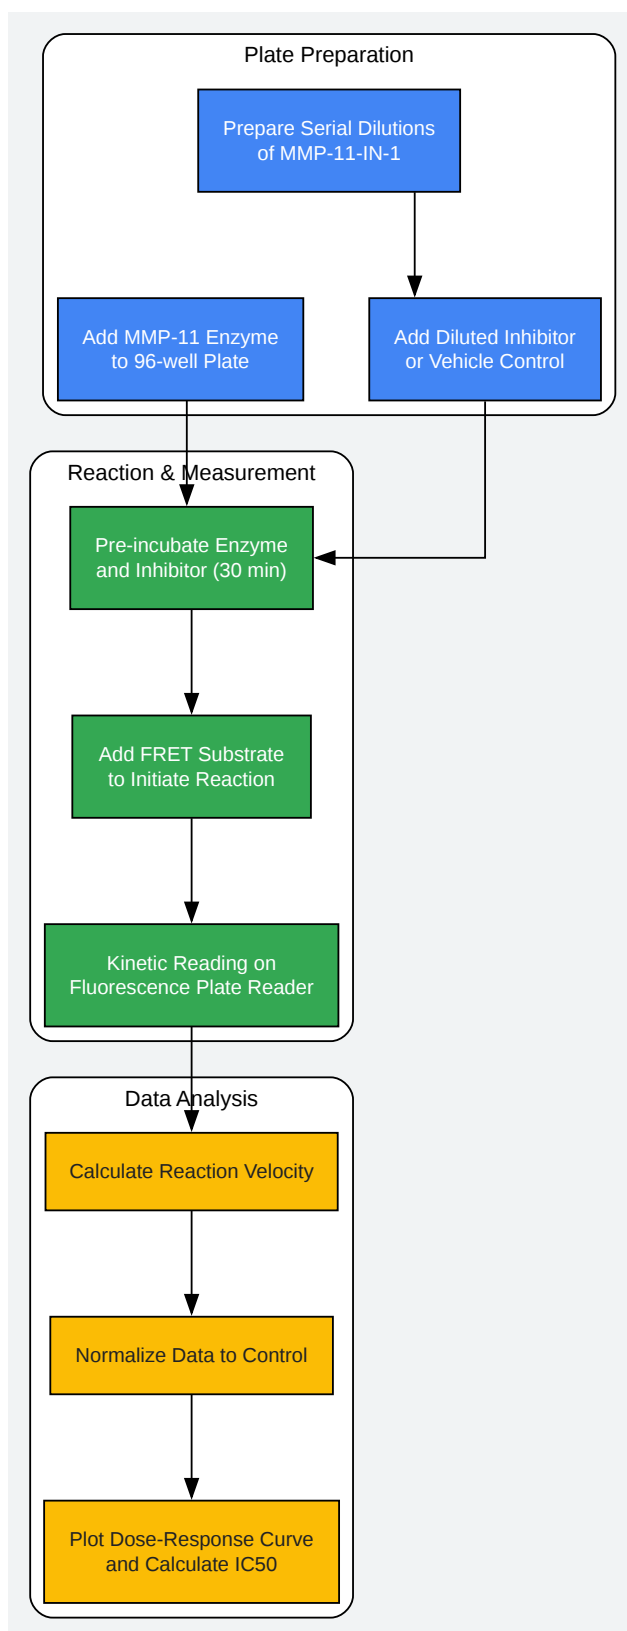 Plate Preparation
Prepare Serial Dilutions
of MMP-11-IN-1
Add MMP-11 Enzyme
to 96-well Plate
Add Diluted Inhibitor
or Vehicle Control
Reaction & Measurement
Pre-incubate Enzyme
and Inhibitor (30 min)
Add FRET Substrate
to Initiate Reaction
Kinetic Reading on
Fluorescence Plate Reader
Data Analysis
Calculate Reaction Velocity
Normalize Data to Control
Plot Dose-Response Curve
and Calculate IC50